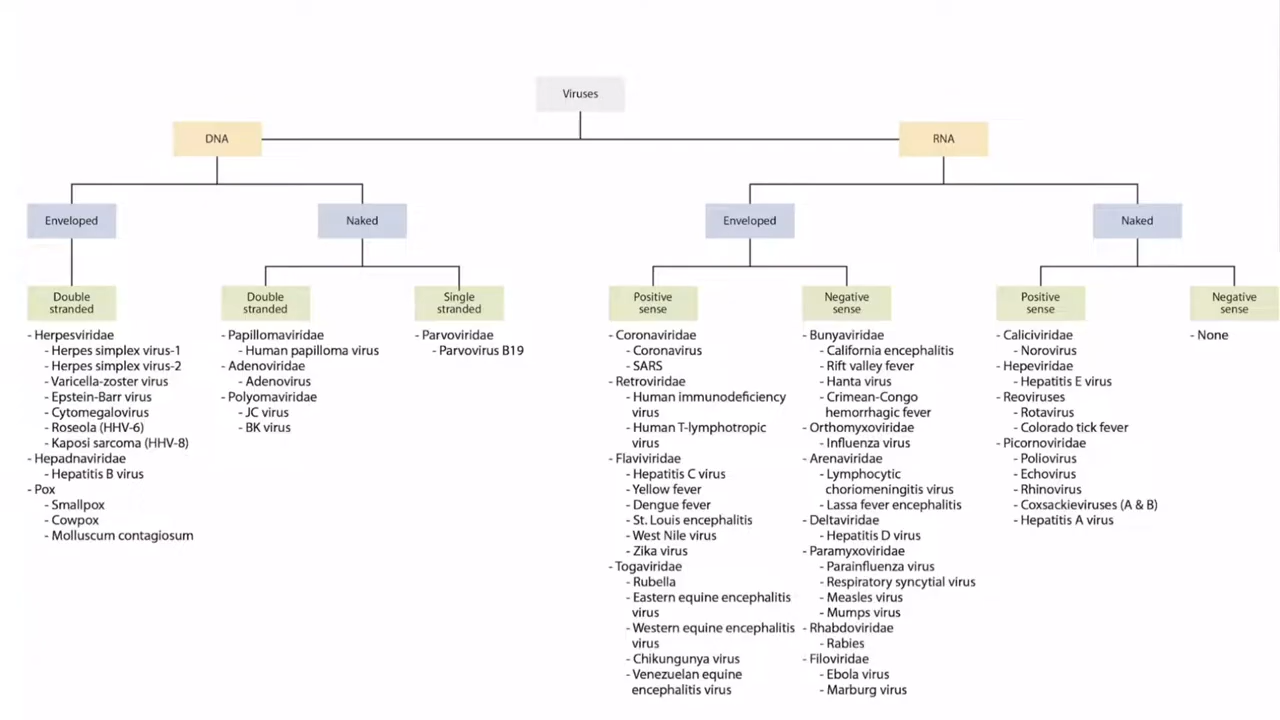 Viruses
DNA
RNA
Enveloped
Naked
Enveloped
Naked
Double
stranded
- Herpesviridae
- Herpes simplex virus-1
- Herpes simplex virus-2
- Varicella-zoster virus
- Epstein-Barr virus
- Cytomegalovirus
- Roseola (HHV-6)
- Kaposi sarcoma (HHV-8)
- Hepadnaviridae
- Hepatitis B virus
- Pox
- Smallpox
- Cowpox
- Molluscum contagiosum
Double
stranded
- Papillomaviridae
- Human papilloma virus
- Adenoviridae
- Adenovirus
- Polyomaviridae
- JC virus
- BK virus
Single
stranded
- Parvoviridae
- Parvovirus B19
Positive
sense
- Coronaviridae
- Coronavirus
- SARS
- Retroviridae
- Human immunodeficiency
virus
- Human T-lymphotropic
virus
- Flaviviridae
- Hepatitis C virus
- Yellow fever
- Dengue fever
- St. Louis encephalitis
- West Nile virus
- Zika virus
- Togaviridae
- Rubella
- Eastern equine encephalitis
virus
- Western equine encephalitis
virus
- Chikungunya virus
- Venezuelan equine
encephalitis virus
Negative
sense
- Bunyaviridae
- California encephalitis
- Rift valley fever
- Hanta virus
- Crimean-Congo
hemorrhagic fever
- Orthomyxoviridae
- Influenza virus
- Arenaviridae
- Lymphocytic
choriomeningitis virus
- Lassa fever encephalitis
- Deltaviridae
- Hepatitis D virus
- Paramyxoviridae
- Parainfluenza virus
- Respiratory syncytial virus
- Measles virus
- Mumps virus
- Rhabdoviridae
- Rabies
- Filoviridae
- Ebola virus
- Marburg virus
Positive
sense
- Caliciviridae
- Norovirus
- Hepeviridae
- Hepatitis E virus
- Reoviruses
- Rotavirus
- Colorado tick fever
- Picornoviridae
- Poliovirus
- Echovirus
- Rhinovirus
- Coxsackieviruses (A & B)
- Hepatitis A virus
Negative
sense
- None